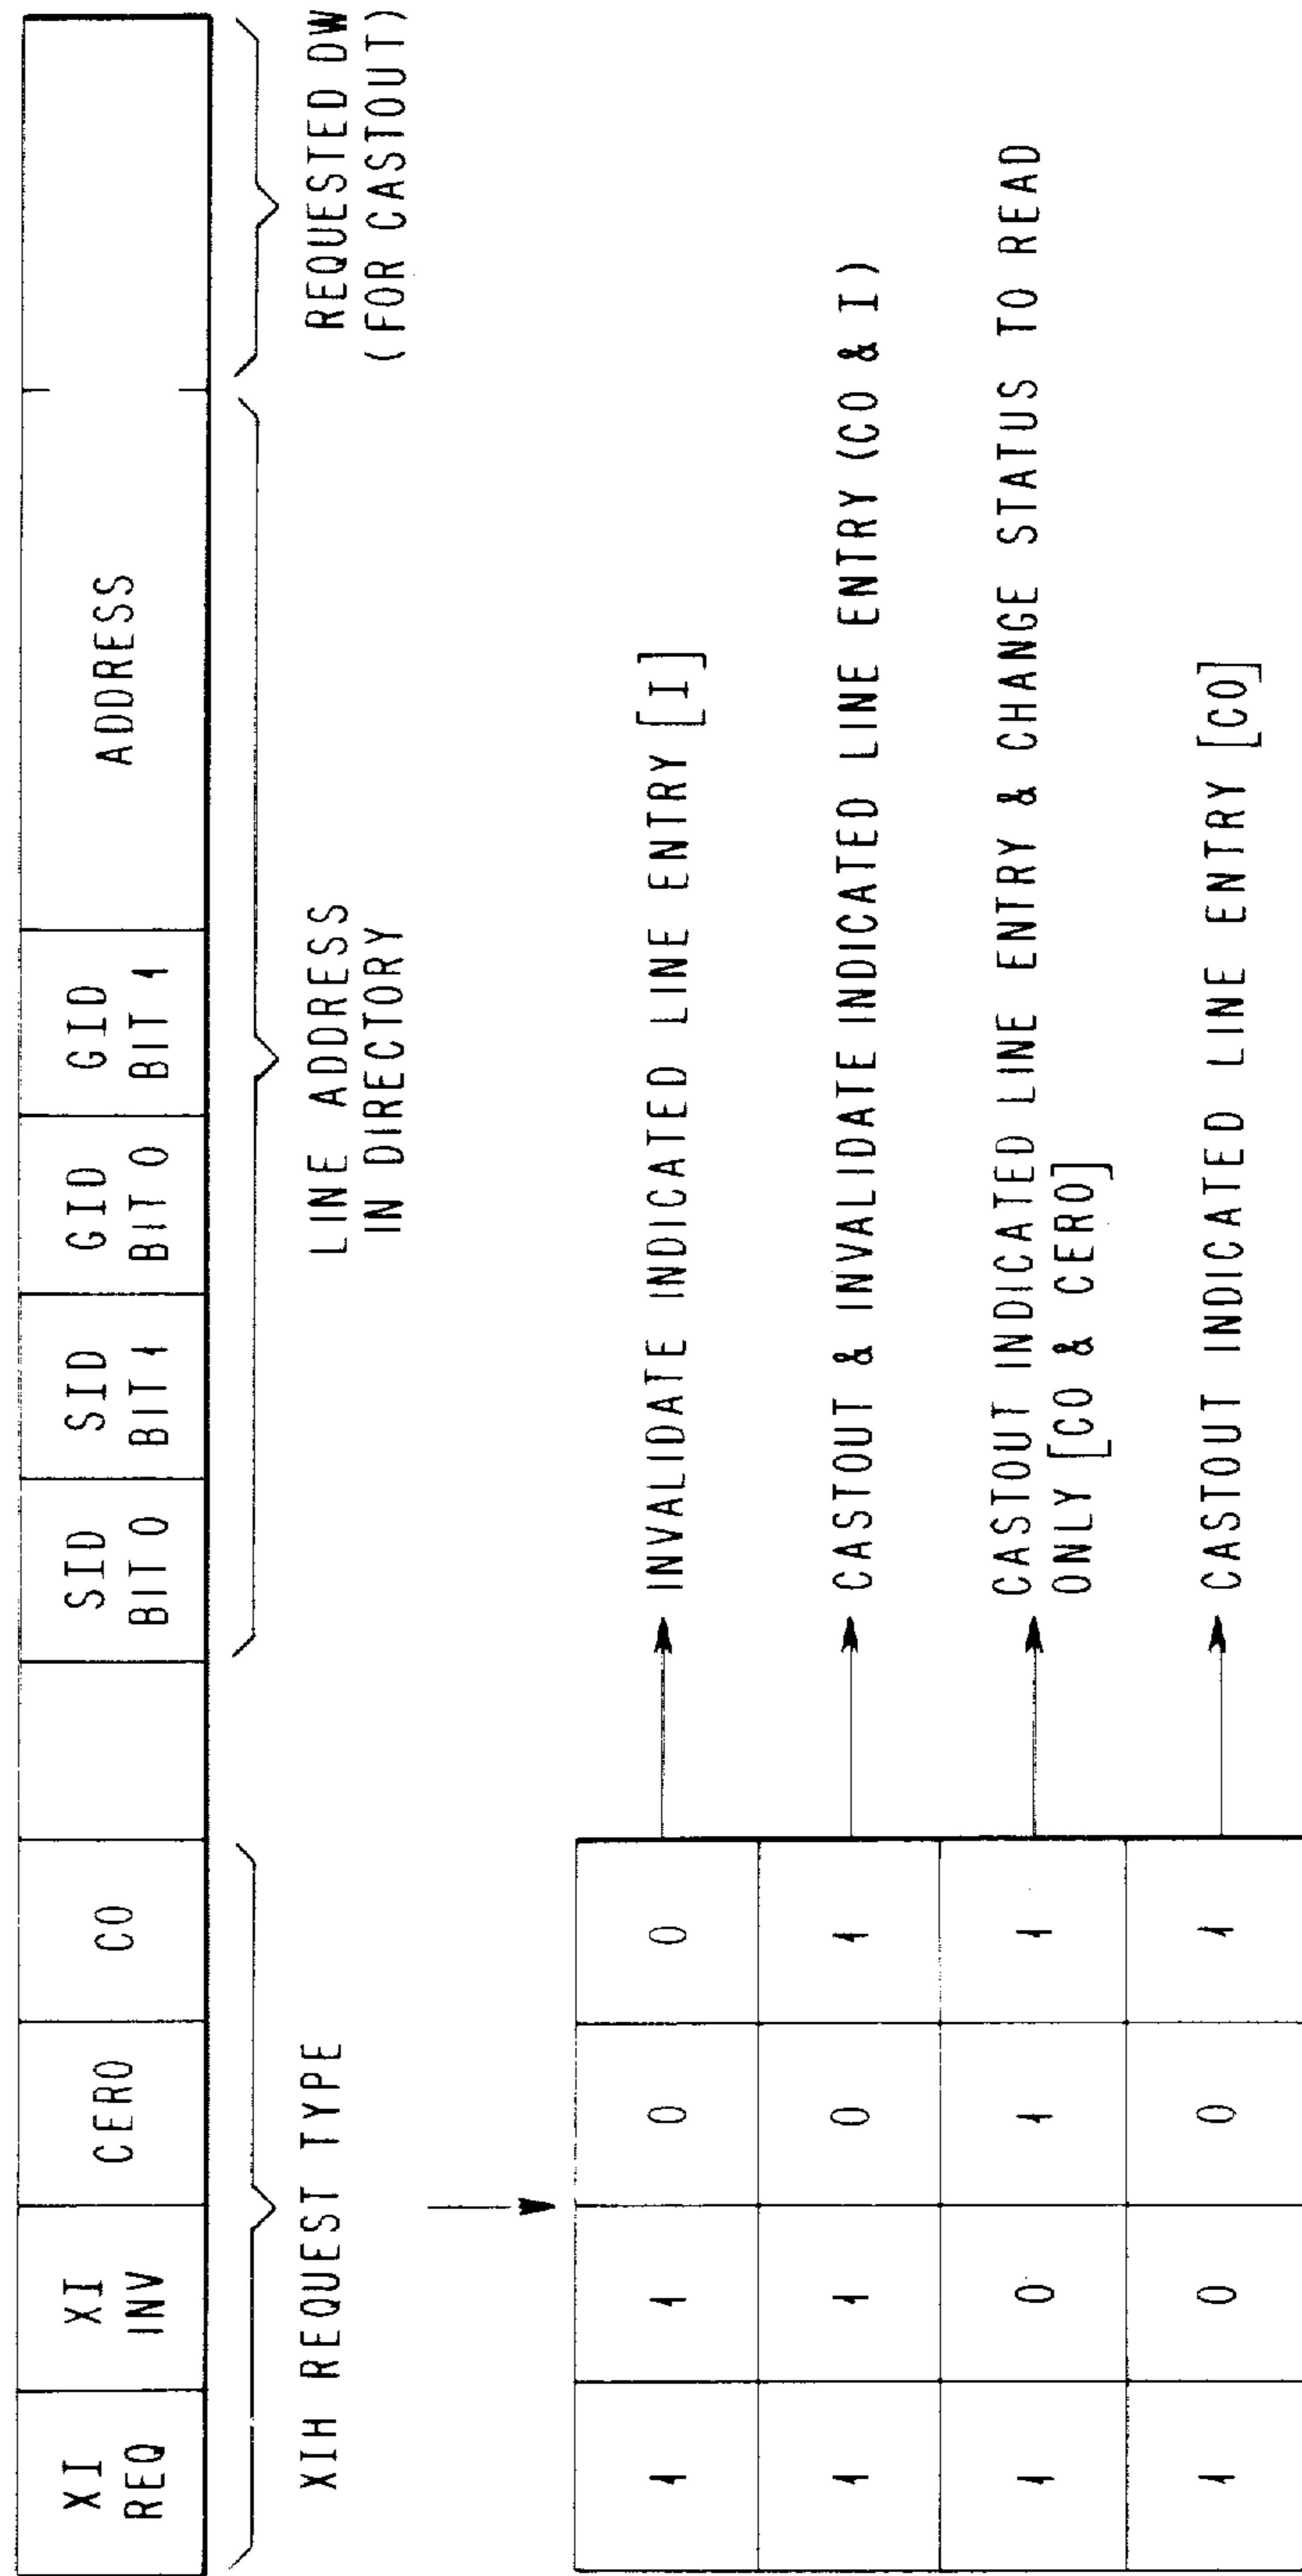 XI
REQ
XI
INV
CERO
CO
SID
BIT 0
SID
BIT 1
GID
BIT 0
GID
BIT 1
ADDRESS
XIH REQUEST TYPE
LINE ADDRESS
IN DIRECTORY
REQUESTED DW
(FOR CASTOUT)
1 1 0 0 INVALIDATE INDICATED LINE ENTRY [I]
1 1 0 1 CASTOUT & INVALIDATE INDICATED LINE ENTRY (CO & I)
1 0 1 1 CASTOUT INDICATED LINE ENTRY & CHANGE STATUS TO READ
ONLY [CO & CERO]
1 0 0 1 CASTOUT INDICATED LINE ENTRY [CO]